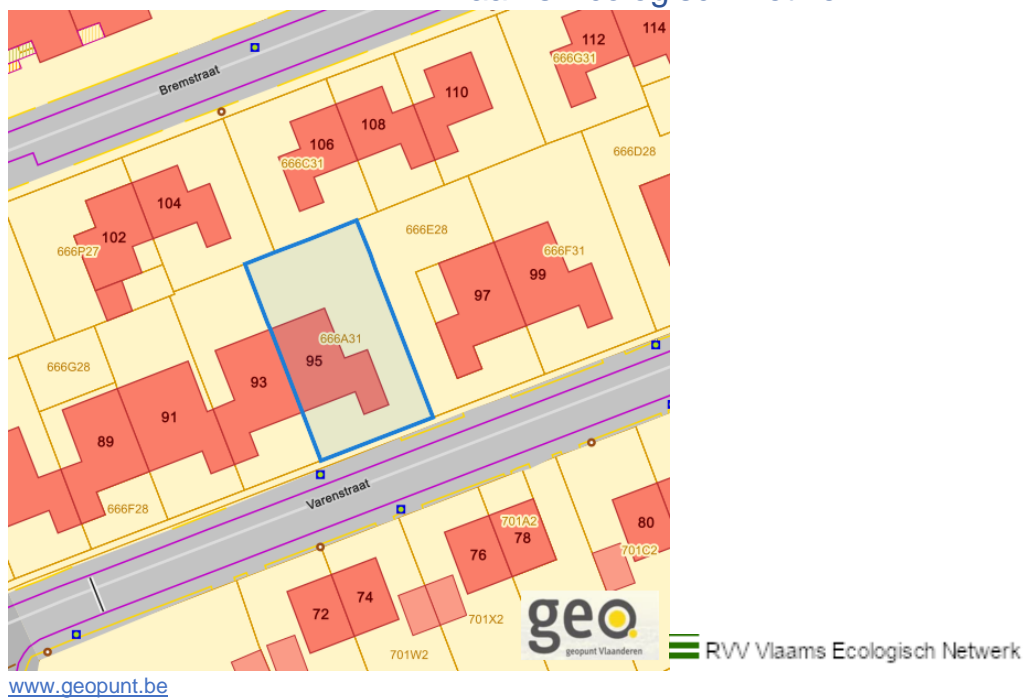 Bremstraat
112
114
666G31
110
108
106
666C31
666D28
104
102
666P27
666E28
666F31
99
97
666A31
95
93
91
89
666G28
666F28
Varenstraat
701A2
78
76
80
701C2
74
72
701X2
701W2
geo
geopunt Vlaanderen
RVV Vlaams Ecologisch Netwerk
www.geopunt.be